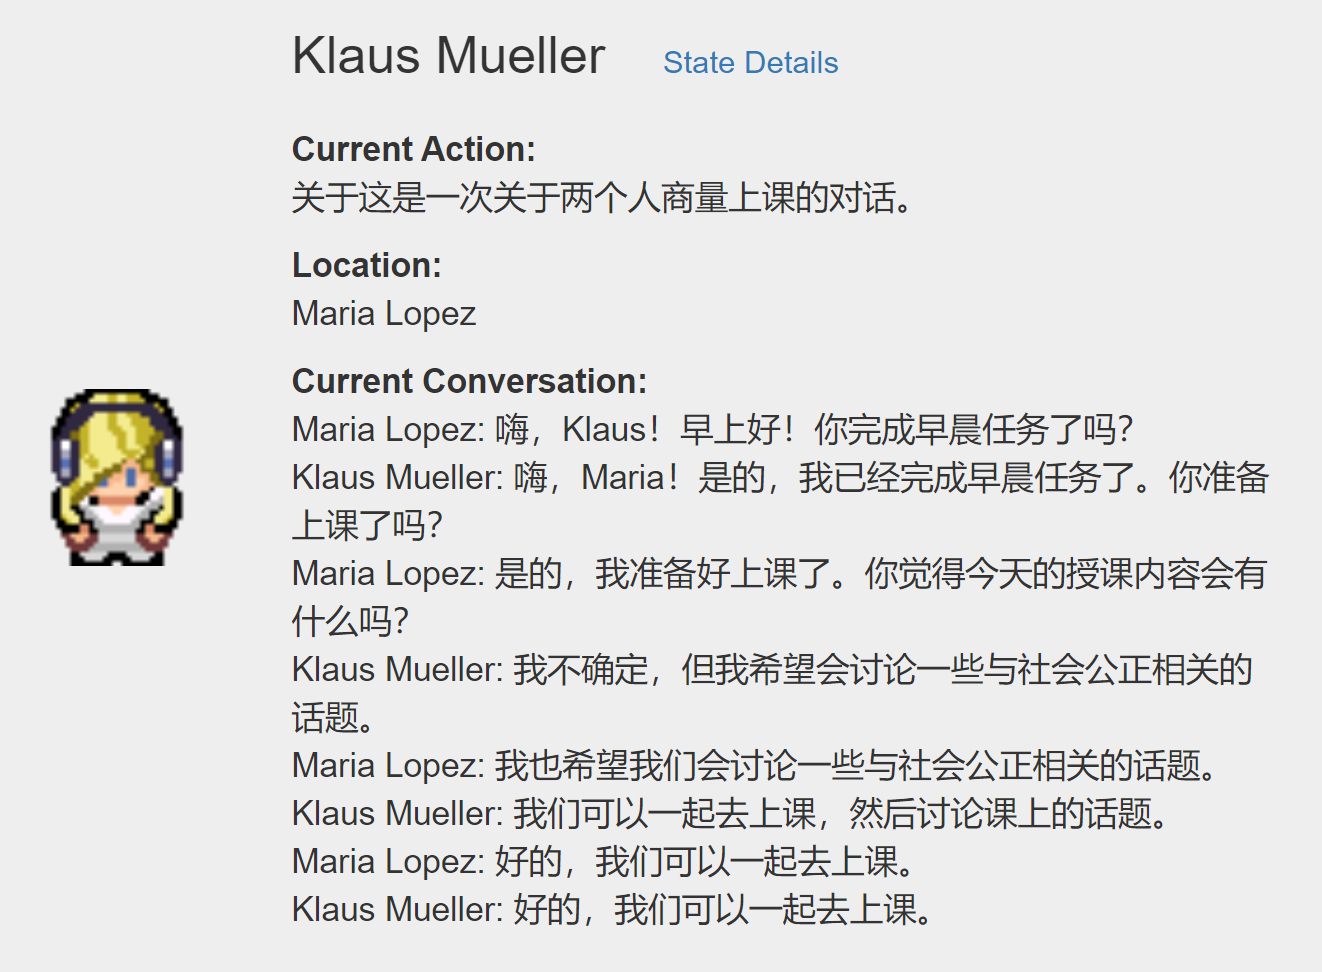 Klaus Mueller State Details
Current Action:
关于这是一次关于两个人商量上课的对话。
Location:
Maria Lopez
Current Conversation:
Maria Lopez: 嗨，Klaus！早上好！你完成早晨任务了吗？
Klaus Mueller: 嗨，Maria！是的，我已经完成早晨任务了。你准备
上课了吗？
Maria Lopez: 是的，我准备好上课了。你觉得今天的授课内容会有
什么吗？
Klaus Mueller: 我不确定，但我希望会讨论一些与社会公正相关的
话题。
Maria Lopez: 我也希望我们会讨论一些与社会公正相关的话题。
Klaus Mueller: 我们可以一起去上课，然后讨论课上的话题。
Maria Lopez: 好的，我们可以一起去上课。
Klaus Mueller: 好的，我们可以一起去上课。